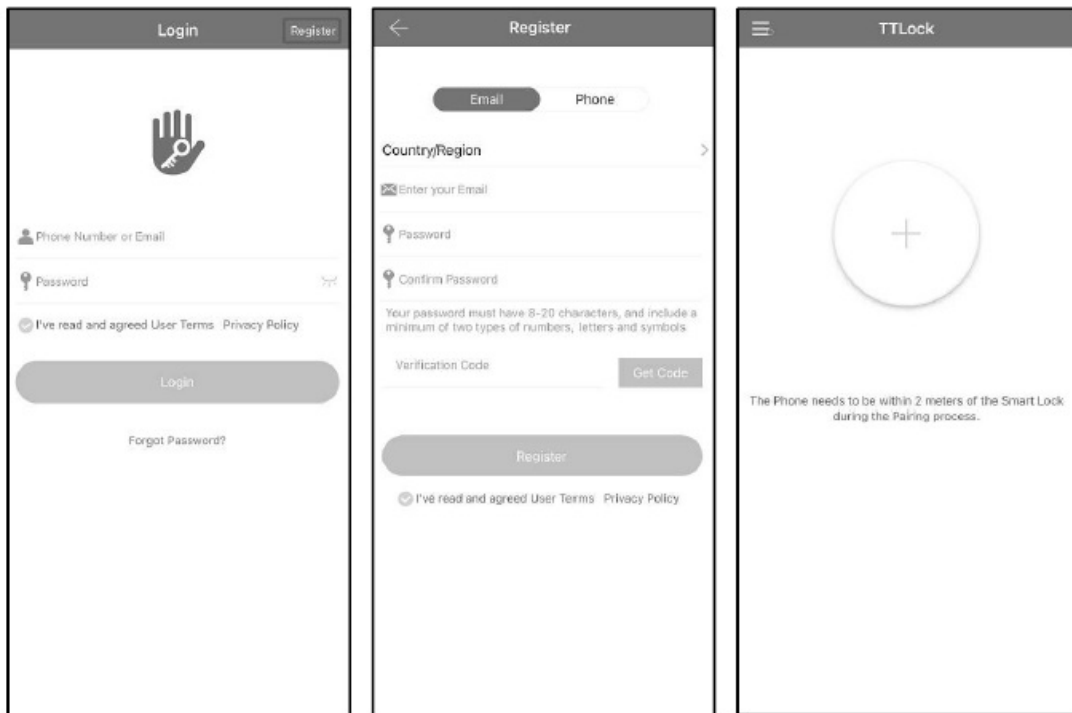 Login
Register
Phone Number or Email
Password
I've read and agreed User Terms Privacy Policy
Login
Forgot Password?
Register
Email
Phone
Country/Region
Enter your Email
Password
Confirm Password
Your password must have 8-20 characters, and include a
minimum of two types of numbers, letters and symbols
Verification Code
Get Code
Register
I've read and agreed User Terms Privacy Policy
TTLock
The Phone needs to be within 2 meters of the Smart Lock
during the Pairing process.